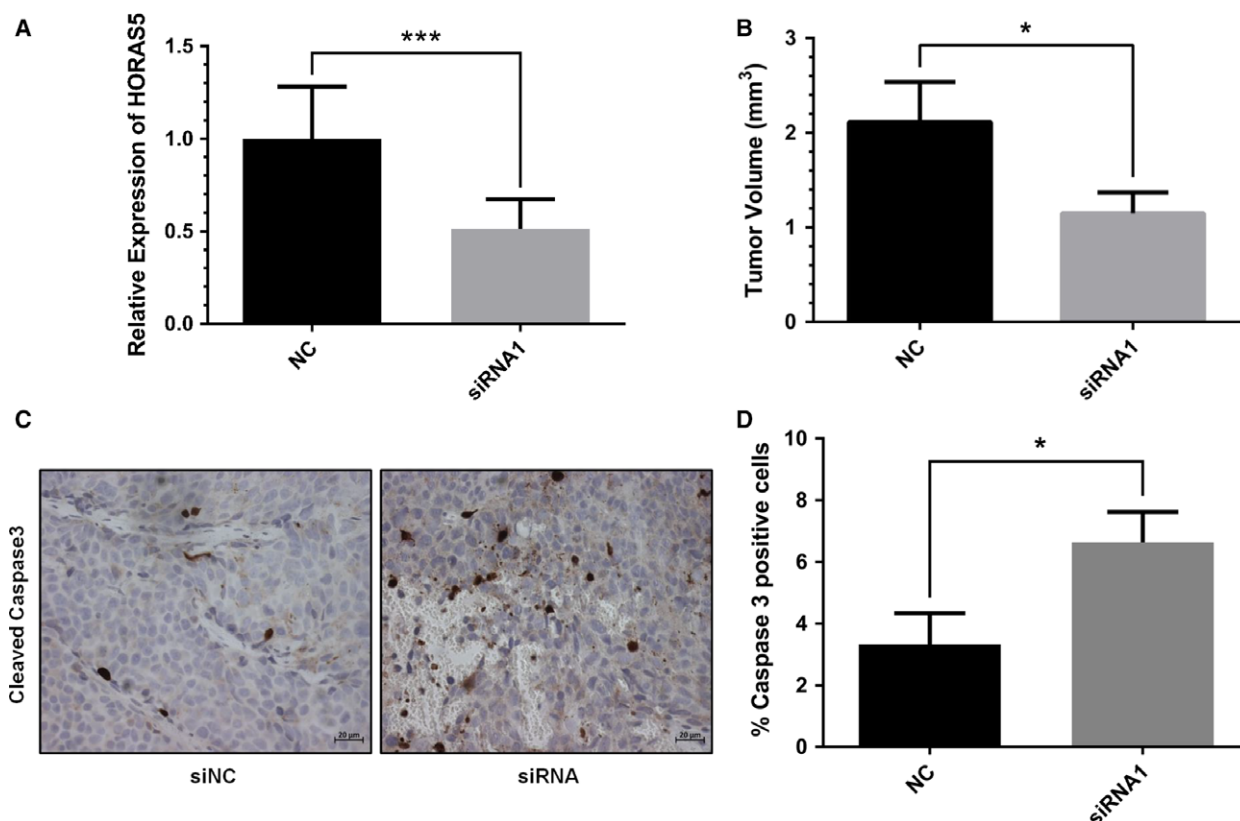 A
Relative Expression of HORAS5
1.5
1.0
0.5
0.0
***
NC
siRNA1
B
Tumor Volume (mm³)
3
2
1
0
*
NC
siRNA1
C
Cleaved Caspase3
20 µm
20 µm
siNC
siRNA
D
% Caspase 3 positive cells
10
8
6
4
2
0
*
NC
siRNA1